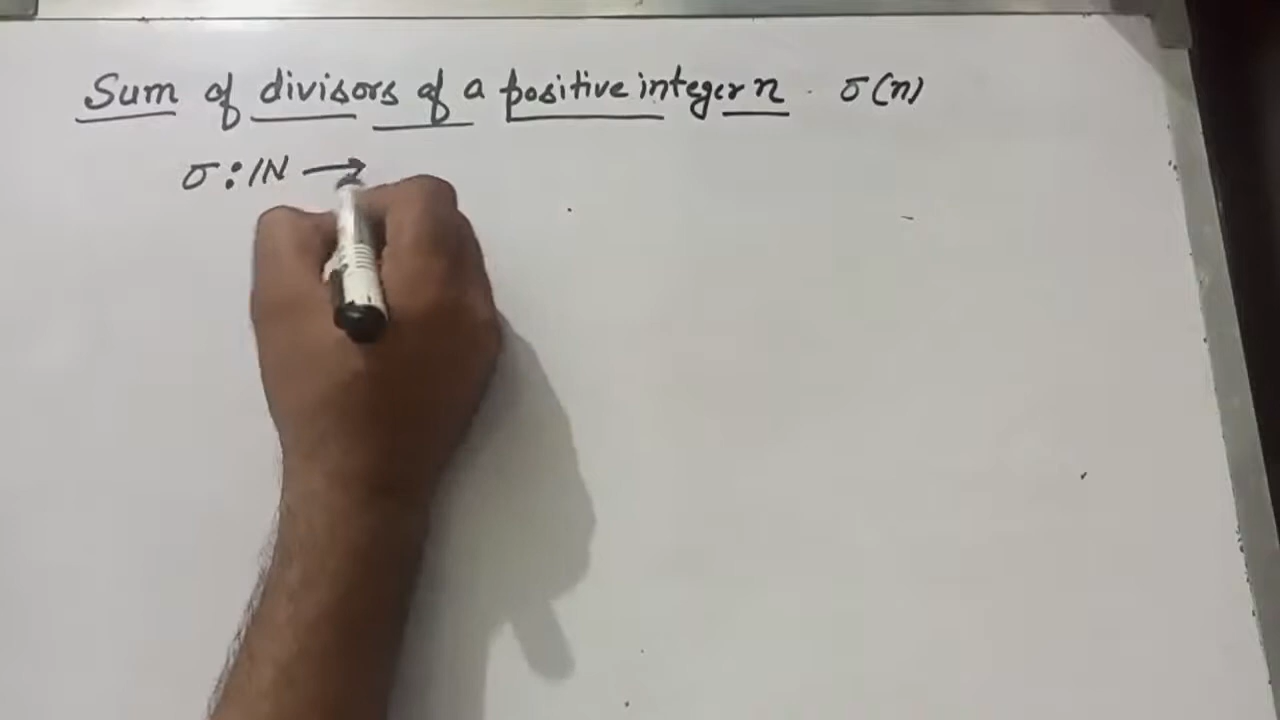 Sum of divisors of a positive integer n σ(n)
σ : ℕ →